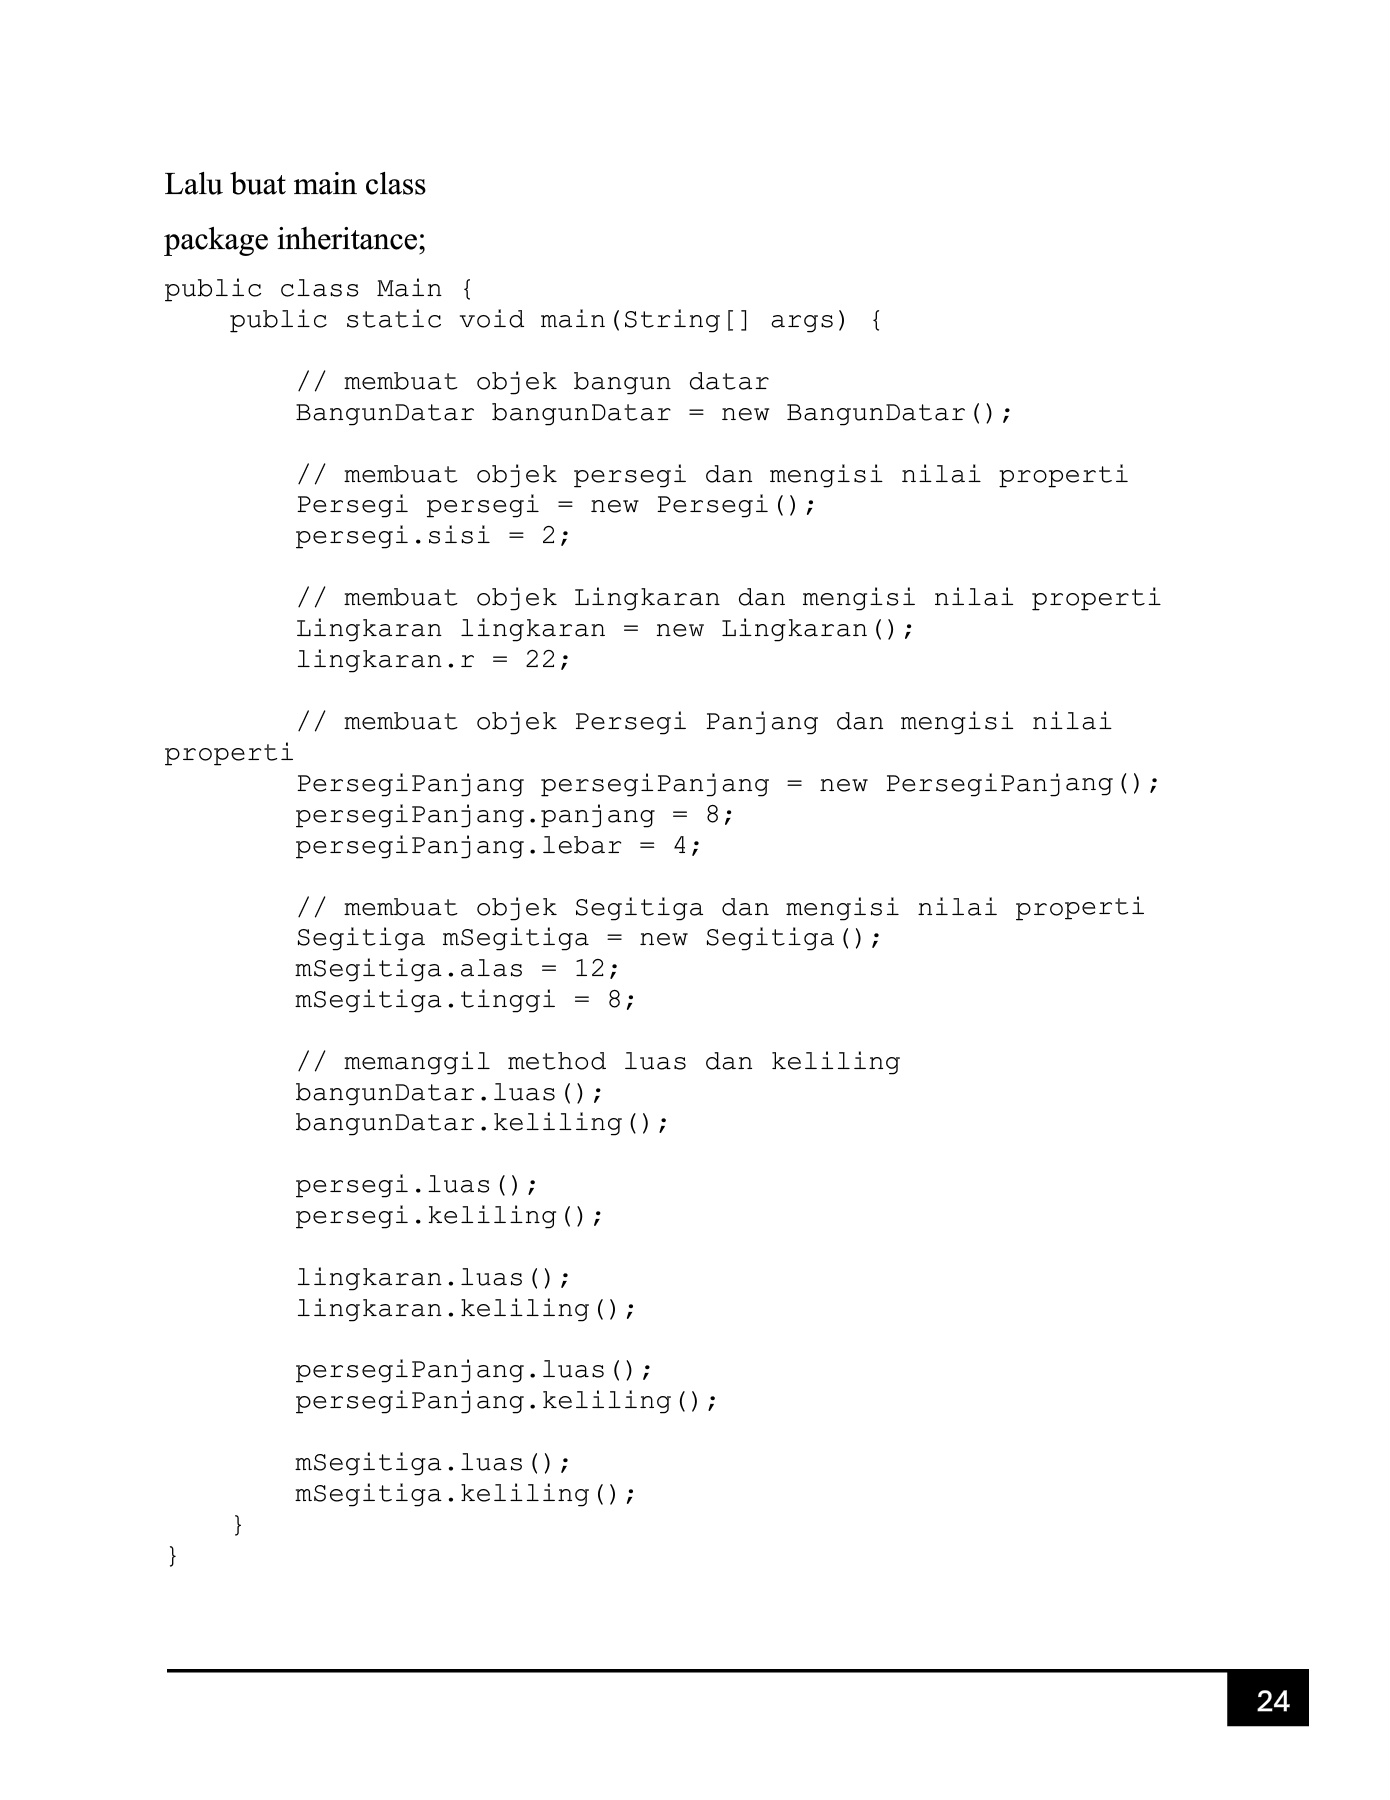 Lalu buat main class
package inheritance;
public class Main {
    public static void main(String[] args) {

        // membuat objek bangun datar
        BangunDatar bangunDatar = new BangunDatar();

        // membuat objek persegi dan mengisi nilai properti
        Persegi persegi = new Persegi();
        persegi.sisi = 2;

        // membuat objek Lingkaran dan mengisi nilai properti
        Lingkaran lingkaran = new Lingkaran();
        lingkaran.r = 22;

        // membuat objek Persegi Panjang dan mengisi nilai
properti
        PersegiPanjang persegiPanjang = new PersegiPanjang();
        persegiPanjang.panjang = 8;
        persegiPanjang.lebar = 4;

        // membuat objek Segitiga dan mengisi nilai properti
        Segitiga mSegitiga = new Segitiga();
        mSegitiga.alas = 12;
        mSegitiga.tinggi = 8;

        // memanggil method luas dan keliling
        bangunDatar.luas();
        bangunDatar.keliling();

        persegi.luas();
        persegi.keliling();

        lingkaran.luas();
        lingkaran.keliling();

        persegiPanjang.luas();
        persegiPanjang.keliling();

        mSegitiga.luas();
        mSegitiga.keliling();
    }
}
24